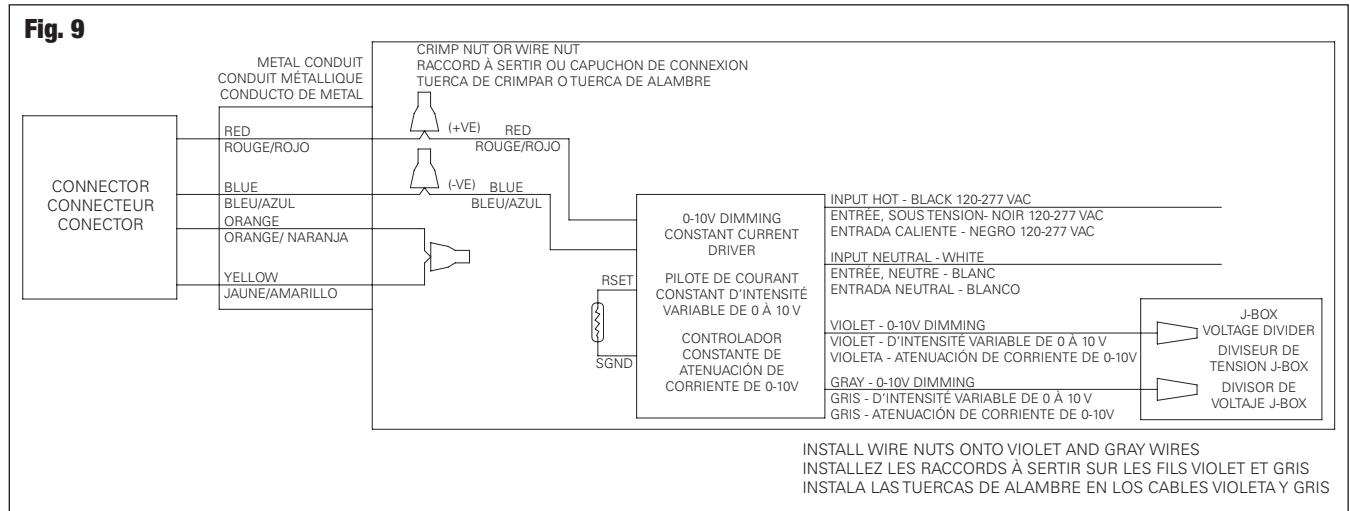 Fig. 9
METAL CONDUIT
CONDUIT MÉTALLIQUE
CONDUCTO DE METAL
CRIMP NUT OR WIRE NUT
RACCORD À SERTIR OU CAPUCHON DE CONNEXION
TUERCA DE CRIMPAR O TUERCA DE ALAMBRE
CONNECTOR
CONNECTEUR
CONECTOR
RED
ROUGE/ROJO
BLUE
BLEU/AZUL
ORANGE
ORANGE/ NARANJA
YELLOW
JAUNE/AMARILLO
(+VE) RED
ROUGE/ROJO
(-VE) BLUE
BLEU/AZUL
RSET
SGND
0-10V DIMMING
CONSTANT CURRENT
DRIVER
PILOTE DE COURANT
CONSTANT D'INTENSITÉ
VARIABLE DE 0 À 10 V
CONTROLADOR
CONSTANTE DE
ATENUACIÓN DE
CORRIENTE DE 0-10V
INPUT HOT - BLACK 120-277 VAC
ENTRÉE, SOUS TENSION- NOIR 120-277 VAC
ENTRADA CALIENTE - NEGRO 120-277 VAC
INPUT NEUTRAL - WHITE
ENTRÉE, NEUTRE - BLANC
ENTRADA NEUTRAL - BLANCO
VIOLET - 0-10V DIMMING
VIOLET - D'INTENSITÉ VARIABLE DE 0 À 10 V
VIOLETA - ATENUACIÓN DE CORRIENTE DE 0-10V
GRAY - 0-10V DIMMING
GRIS - D'INTENSITÉ VARIABLE DE 0 À 10 V
GRIS - ATENUACIÓN DE CORRIENTE DE 0-10V
J-BOX
VOLTAGE DIVIDER
DIVISEUR DE
TENSION J-BOX
DIVISOR DE
VOLTAJE J-BOX
INSTALL WIRE NUTS ONTO VIOLET AND GRAY WIRES
INSTALLEZ LES RACCORDS À SERTIR SUR LES FILS VIOLET ET GRIS
INSTALA LAS TUERCAS DE ALAMBRE EN LOS CABLES VIOLETA Y GRIS